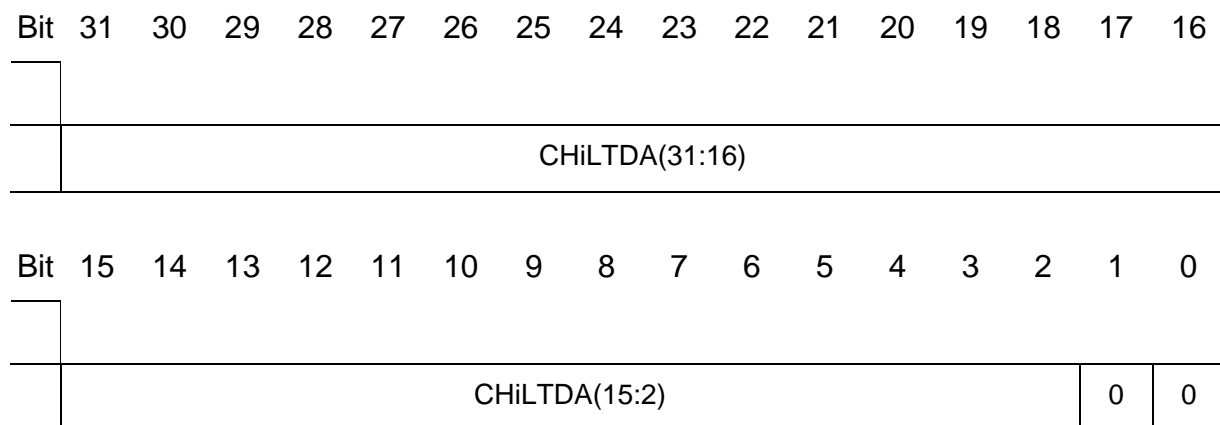 Bit 31 30 29 28 27 26 25 24 23 22 21 20 19 18 17 16
CHiLTDA(31:16)
Bit 15 14 13 12 11 10 9 8 7 6 5 4 3 2 1 0
CHiLTDA(15:2) 0 0